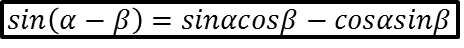 sin(α − β) = sinαcosβ − cosαsinβ